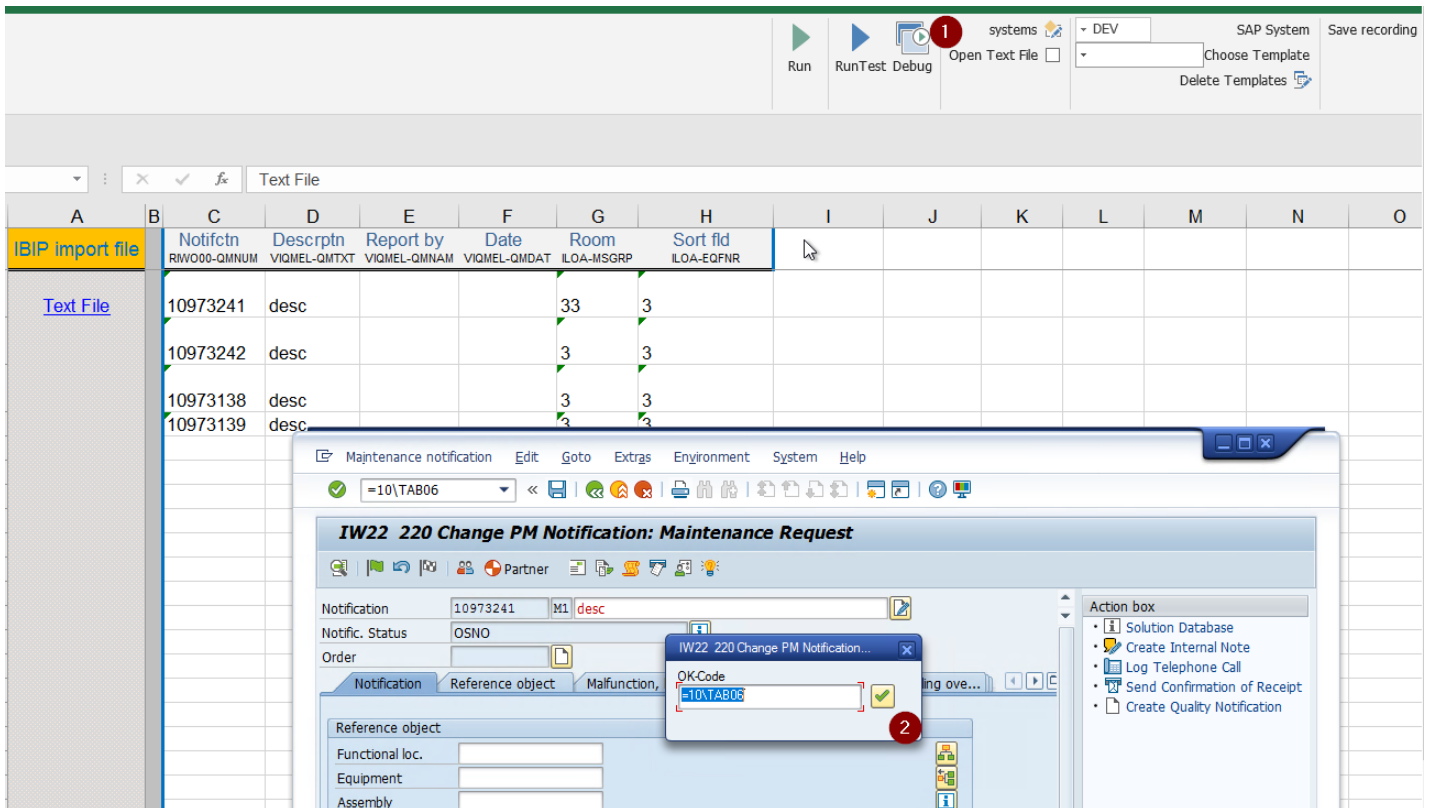 1 systems DEV SAP System Save recording
Run RunTest Debug Open Text File Choose Template
Delete Templates
fx Text File
A B C D E F G H I J K L M N O
IBIP import file Notifctn Descrptn Report by Date Room Sort fld
RIWO00-QMNUM VIQMEL-QMTXT VIQMEL-QMNAM VIQMEL-QMDAT ILOA-MSGRP ILOA-EQFNR
Text File 10973241 desc 33 3
10973242 desc 3 3
10973138 desc 3 3
10973139 desc 3 3
Maintenance notification Edit Goto Extras Environment System Help
=10\TAB06
IW22 220 Change PM Notification: Maintenance Request
Partner
Notification 10973241 M1 desc
Notific. Status OSNO
Order
Notification Reference object Malfunction,
Reference object
Functional loc.
Equipment
Assembly
IW22 220 Change PM Notification...
OK-Code
=10\TAB06
2
Action box
Solution Database
Create Internal Note
Log Telephone Call
Send Confirmation of Receipt
Create Quality Notification